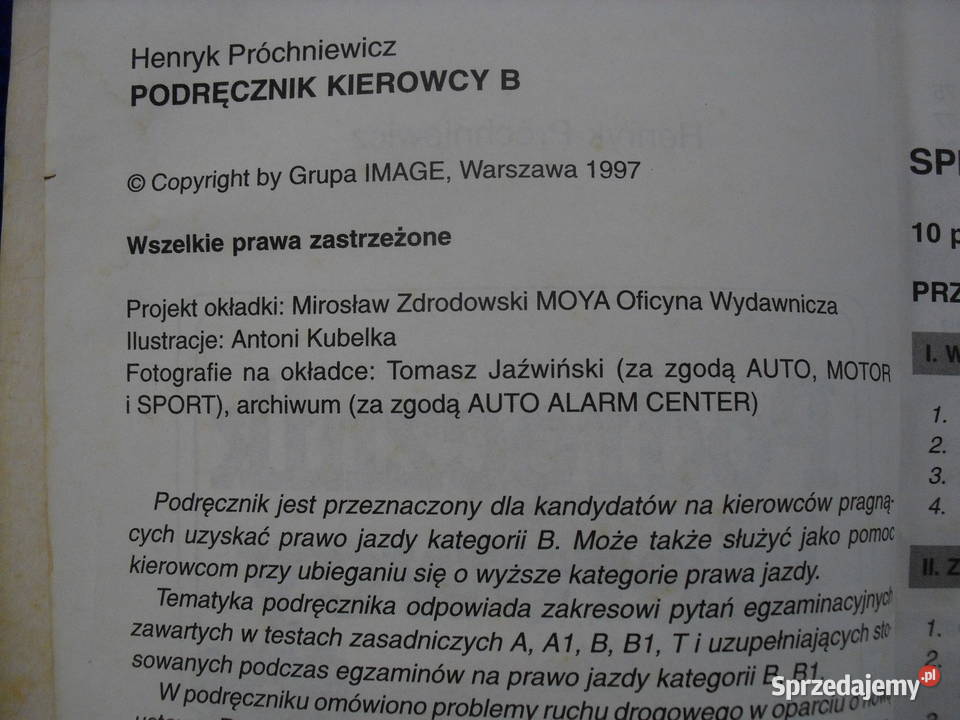 Henryk Próchniewicz
PODRĘCZNIK KIEROWCY B
© Copyright by Grupa IMAGE, Warszawa 1997
Wszelkie prawa zastrzeżone
Projekt okładki: Mirosław Zdrodowski MOYA Oficyna Wydawnicza
Ilustracje: Antoni Kubelka
Fotografie na okładce: Tomasz Jaźwiński (za zgodą AUTO, MOTOR
i SPORT), archiwum (za zgodą AUTO ALARM CENTER)
Podręcznik jest przeznaczony dla kandydatów na kierowców pragną-
cych uzyskać prawo jazdy kategorii B. Może także służyć jako pomoc
kierowcom przy ubieganiu się o wyższe kategorie prawa jazdy.
Tematyka podręcznika odpowiada zakresowi pytań egzaminacyjnych
zawartych w testach zasadniczych A, A1, B, B1, T i uzupełniających sto-
sowanych podczas egzaminów na prawo jazdy kategorii B, B1.
W podręczniku omówiono problemy ruchu drogowego w oparciu o
10
I.
1.
2.
3.
4.
II.
1.
2.
Sprzedajemy.pl